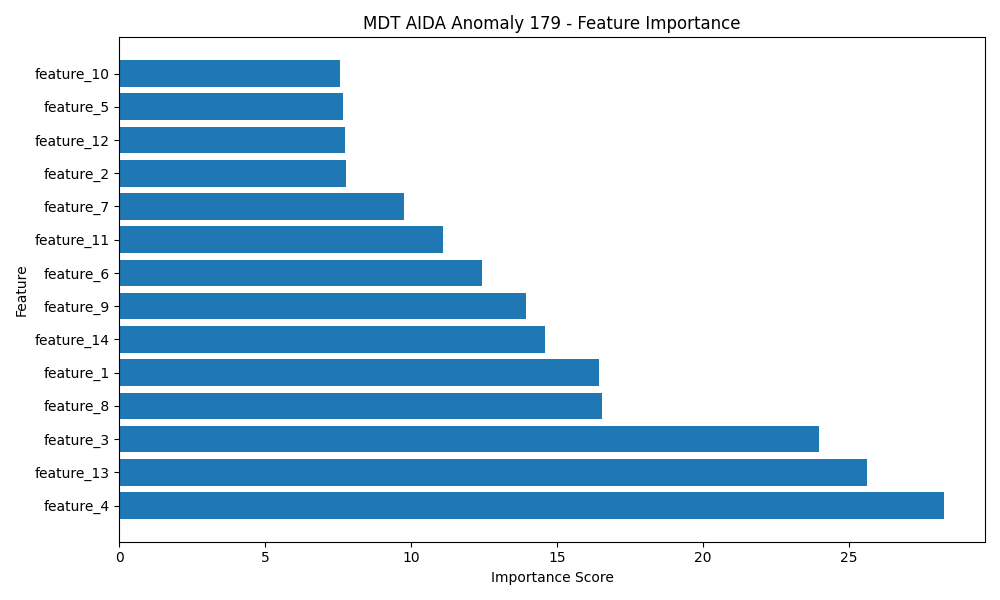 MDT AIDA Anomaly 179 - Feature Importance
Feature
feature_10
feature_5
feature_12
feature_2
feature_7
feature_11
feature_6
feature_9
feature_14
feature_1
feature_8
feature_3
feature_13
feature_4
0 5 10 15 20 25
Importance Score